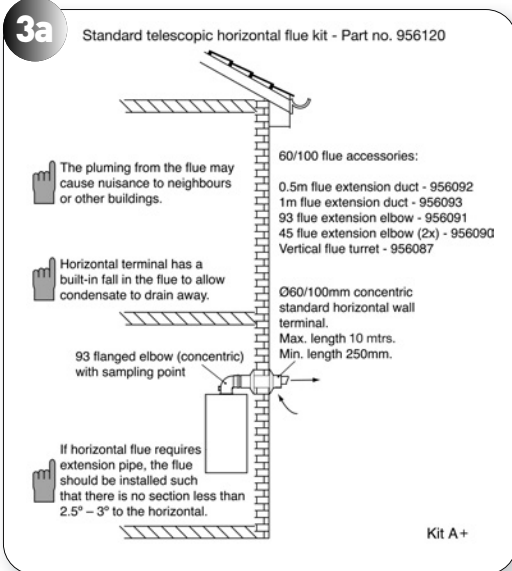 3a
Standard telescopic horizontal flue kit - Part no. 956120
The pluming from the flue may
cause nuisance to neighbours
or other buildings.
60/100 flue accessories:
0.5m flue extension duct - 956092
1m flue extension duct - 956093
93 flue extension elbow - 956091
45 flue extension elbow (2x) - 956090
Vertical flue turret - 956087
Horizontal terminal has a
built-in fall in the flue to allow
condensate to drain away.
Ø60/100mm concentric
standard horizontal wall
terminal.
Max. length 10 mtrs.
Min. length 250mm.
93 flanged elbow (concentric)
with sampling point
If horizontal flue requires
extension pipe, the flue
should be installed such
that there is no section less than
2.5º – 3º to the horizontal.
Kit A+